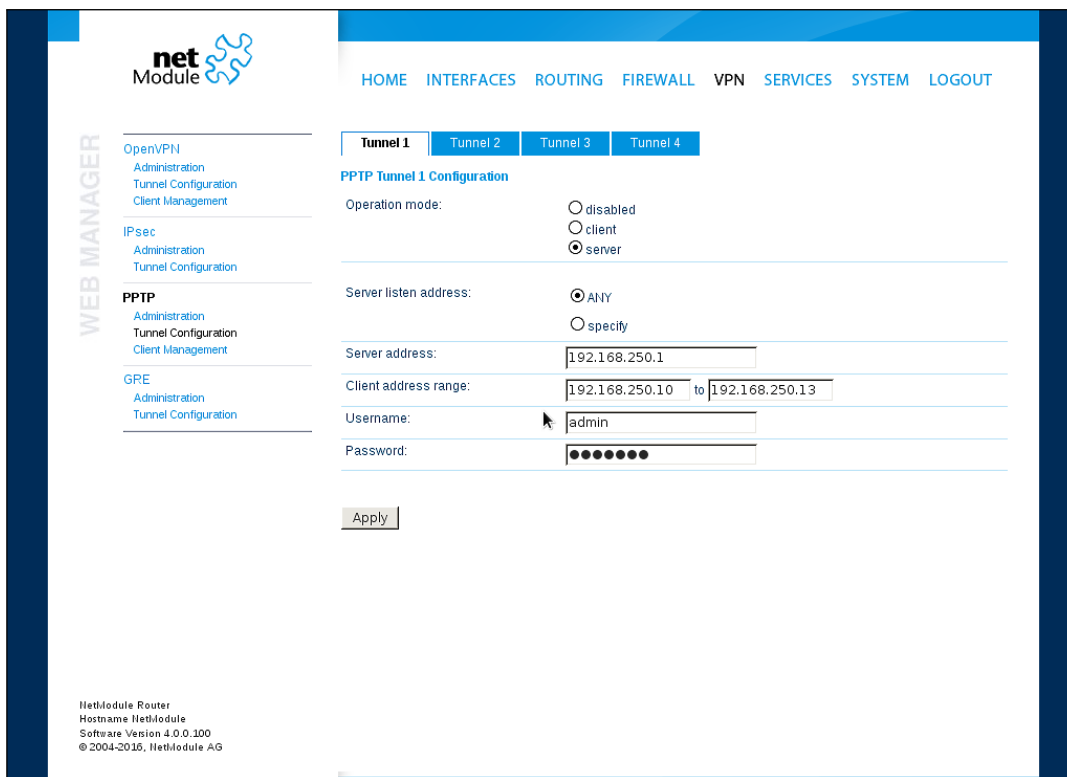 net
Module
HOME INTERFACES ROUTING FIREWALL VPN SERVICES SYSTEM LOGOUT
WEB MANAGER
OpenVPN
Administration
Tunnel Configuration
Client Management
IPsec
Administration
Tunnel Configuration
PPTP
Administration
Tunnel Configuration
Client Management
GRE
Administration
Tunnel Configuration
Tunnel 1 Tunnel 2 Tunnel 3 Tunnel 4
PPTP Tunnel 1 Configuration
Operation mode:
disabled
client
server
Server listen address:
ANY
specify
Server address: 192.168.250.1
Client address range: 192.168.250.10 to 192.168.250.13
Username: admin
Password: ●●●●●●●
Apply
NetModule Router
Hostname NetModule
Software Version 4.0.0.100
© 2004-2016, NetModule AG